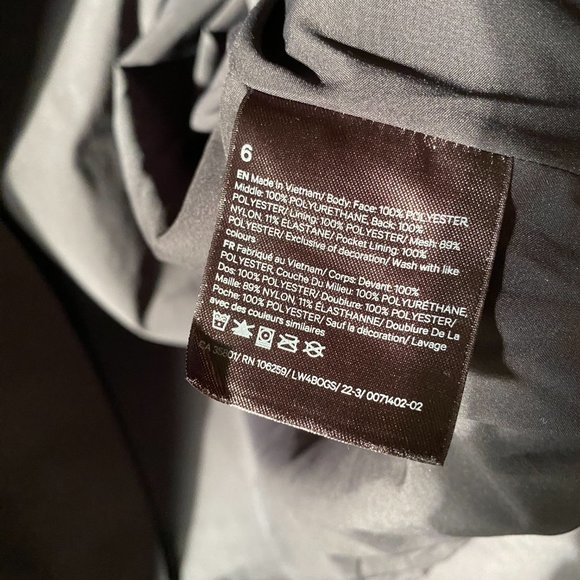 6
EN Made in Vietnam/ Body: Face: 100% POLYESTER,
Middle: 100% POLYURETHANE, Back: 100%
POLYESTER/ Lining: 100% POLYESTER/ Mesh: 89%
NYLON, 11% ELASTANE/ Pocket Lining: 100%
POLYESTER/ Exclusive of decoration/ Wash with like
colours
FR Fabriqué au Vietnam/ Corps: Devant: 100%
POLYESTER, Couche Du Milieu: 100% POLYURÉTHANE,
Dos: 100% POLYESTER/ Doublure: 100% POLYESTER/
Maille: 89% NYLON, 11% ÉLASTHANNE/ Doublure De La
Poche: 100% POLYESTER/ Sauf la décoration/ Lavage
avec des couleurs similaires
CA 35801/ RN 106259/ LW4BOGS/ 22-3/ 0071402-02